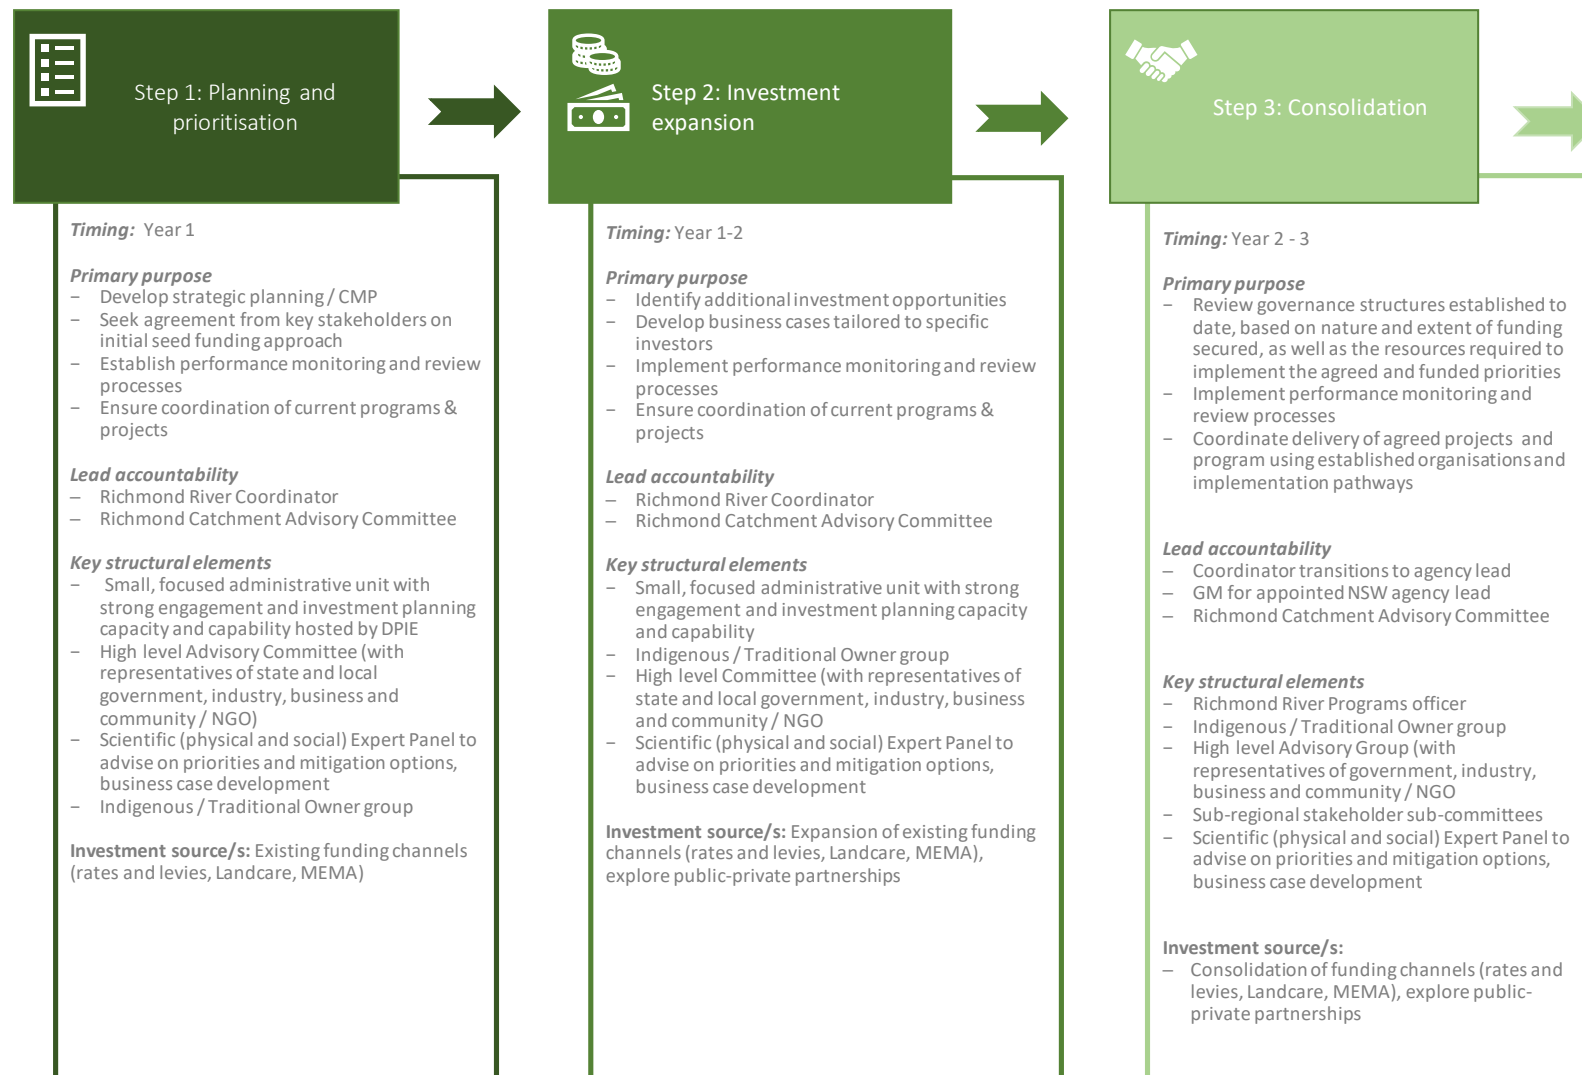 Step 1: Planning and
prioritisation
Timing: Year 1
Primary purpose
– Develop strategic planning / CMP
– Seek agreement from key stakeholders on
initial seed funding approach
– Establish performance monitoring and review
processes
– Ensure coordination of current programs &
projects
Lead accountability
– Richmond River Coordinator
– Richmond Catchment Advisory Committee
Key structural elements
– Small, focused administrative unit with
strong engagement and investment planning
capacity and capability hosted by DPIE
– High level Advisory Committee (with
representatives of state and local
government, industry, business and
community / NGO)
– Scientific (physical and social) Expert Panel to
advise on priorities and mitigation options,
business case development
– Indigenous / Traditional Owner group
Investment source/s: Existing funding channels
(rates and levies, Landcare, MEMA)
Step 2: Investment
expansion
Timing: Year 1-2
Primary purpose
– Identify additional investment opportunities
– Develop business cases tailored to specific
investors
– Implement performance monitoring and review
processes
– Ensure coordination of current programs &
projects
Lead accountability
– Richmond River Coordinator
– Richmond Catchment Advisory Committee
Key structural elements
– Small, focused administrative unit with strong
engagement and investment planning capacity
and capability
– Indigenous / Traditional Owner group
– High level Committee (with representatives of
state and local government, industry, business
and community / NGO
– Scientific (physical and social) Expert Panel to
advise on priorities and mitigation options,
business case development
Investment source/s: Expansion of existing funding
channels (rates and levies, Landcare, MEMA),
explore public-private partnerships
Step 3: Consolidation
Timing: Year 2 - 3
Primary purpose
– Review governance structures established to
date, based on nature and extent of funding
secured, as well as the resources required to
implement the agreed and funded priorities
– Implement performance monitoring and
review processes
– Coordinate delivery of agreed projects and
program using established organisations and
implementation pathways
Lead accountability
– Coordinator transitions to agency lead
– GM for appointed NSW agency lead
– Richmond Catchment Advisory Committee
Key structural elements
– Richmond River Programs officer
– Indigenous / Traditional Owner group
– High level Advisory Group (with
representatives of government, industry,
business and community / NGO
– Sub-regional stakeholder sub-committees
– Scientific (physical and social) Expert Panel to
advise on priorities and mitigation options,
business case development
Investment source/s:
– Consolidation of funding channels (rates and
levies, Landcare, MEMA), explore public-
private partnerships